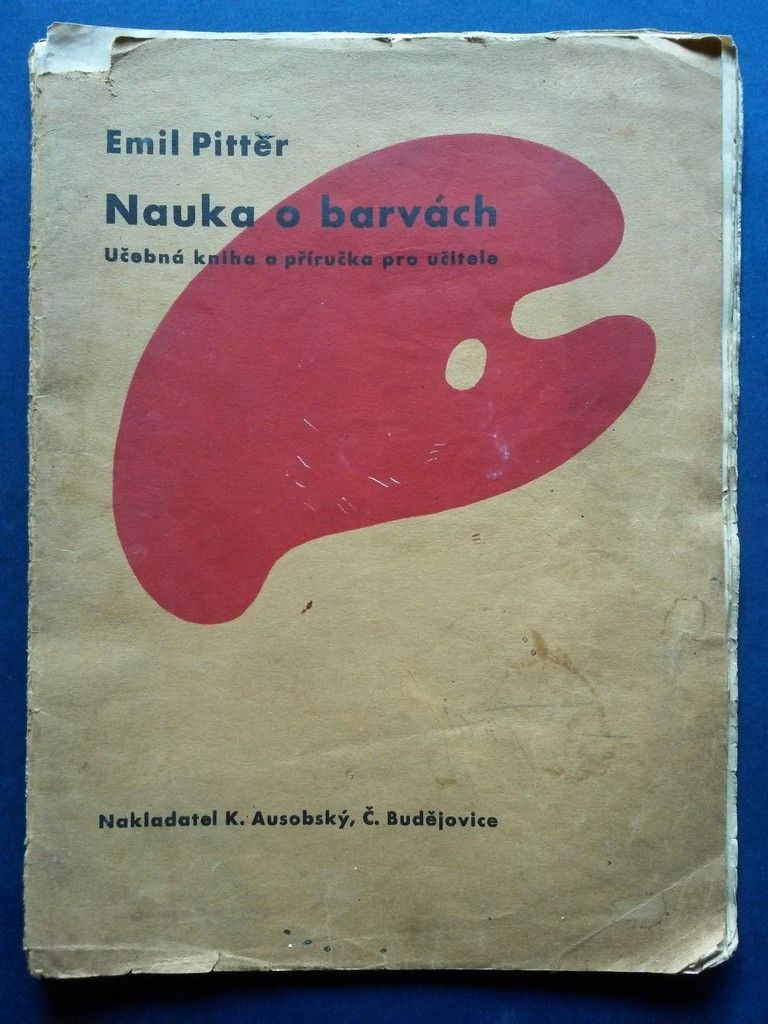 Emil Pitter
Nauka o barvách
Učebná kniha a příručka pro učitele
Nakladatel K. Ausobský, Č. Budějovice